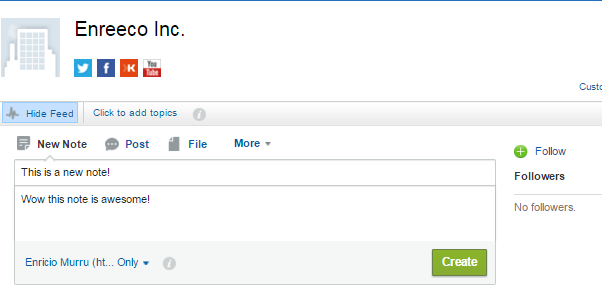 Enreeco Inc.
You Tube
Custo
Hide Feed Click to add topics i
New Note Post File More
This is a new note!
Wow this note is awesome!
Enricio Murru (ht... Only i Create
Follow
Followers
No followers.